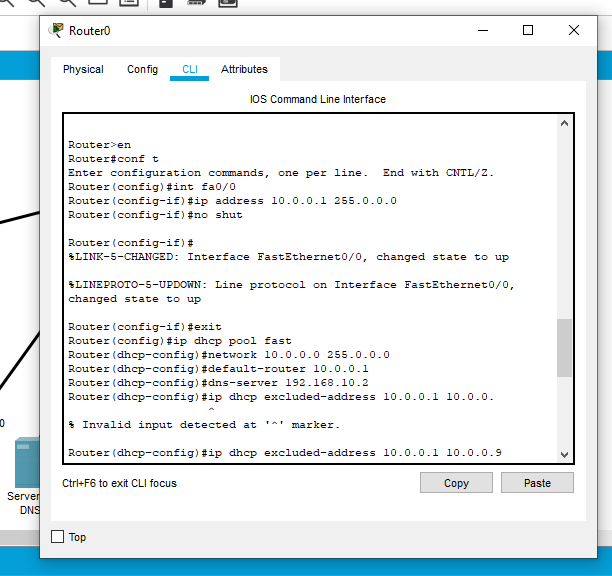 Router0
Physical Config CLI Attributes
IOS Command Line Interface
Router>en
Router#conf t
Enter configuration commands, one per line.  End with CNTL/Z.
Router(config)#int fa0/0
Router(config-if)#ip address 10.0.0.1 255.0.0.0
Router(config-if)#no shut
Router(config-if)#
%LINK-5-CHANGED: Interface FastEthernet0/0, changed state to up
%LINEPROTO-5-UPDOWN: Line protocol on Interface FastEthernet0/0,
changed state to up
Router(config-if)#exit
Router(config)#ip dhcp pool fast
Router(dhcp-config)#network 10.0.0.0 255.0.0.0
Router(dhcp-config)#default-router 10.0.0.1
Router(dhcp-config)#dns-server 192.168.10.2
Router(dhcp-config)#ip dhcp excluded-address 10.0.0.1 10.0.0.
^
% Invalid input detected at '^' marker.
Router(dhcp-config)#ip dhcp excluded-address 10.0.0.1 10.0.0.9
Ctrl+F6 to exit CLI focus
Copy Paste
Top
0
Server
DNS